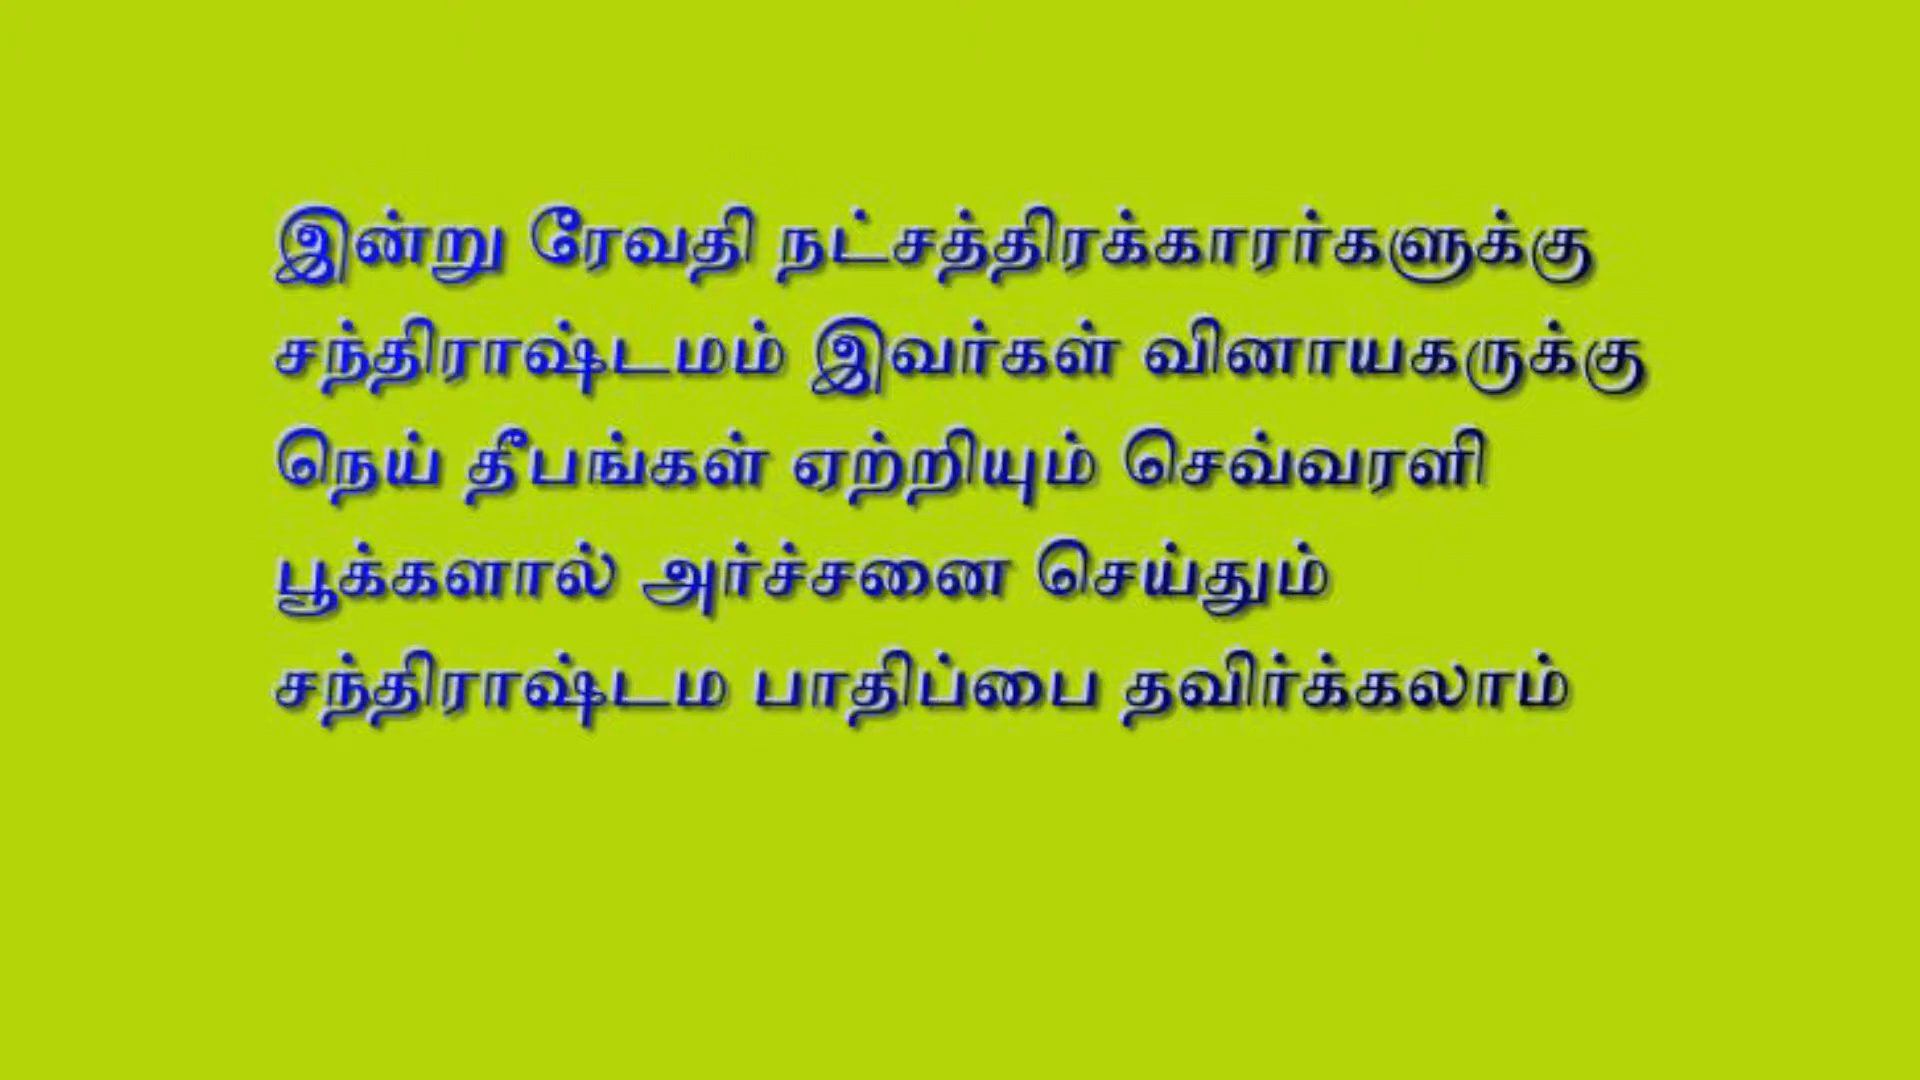 இன்று ரேவதி நட்சத்திரக்காரர்களுக்கு
சந்திராஷ்டமம் இவர்கள் வினாயகருக்கு
நெய் தீபங்கள் ஏற்றியும் செவ்வரளி
பூக்களால் அர்ச்சனை செய்தும்
சந்திராஷ்டம பாதிப்பை தவிர்க்கலாம்